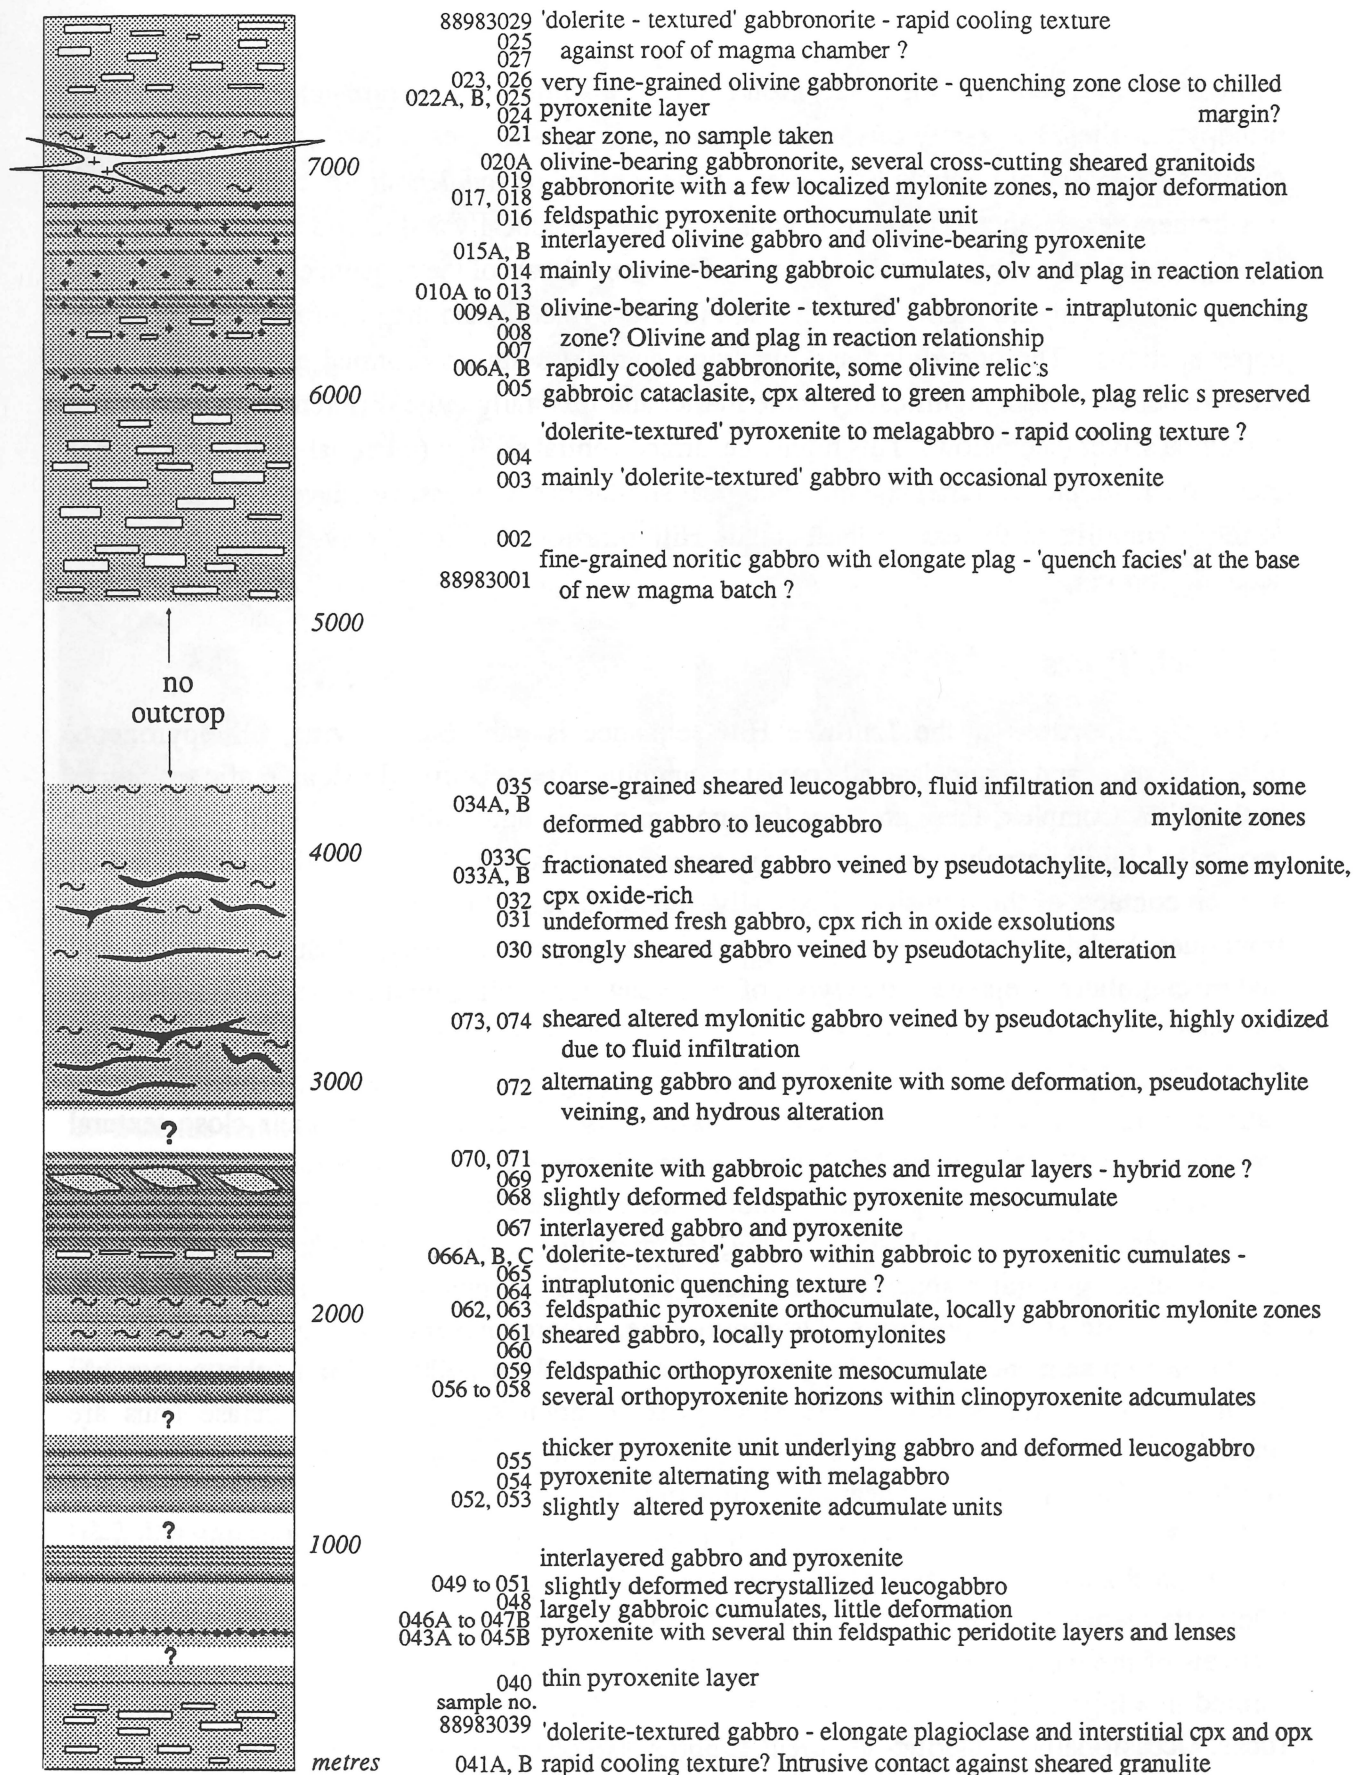 88983029 'dolerite - textured' gabbronorite - rapid cooling texture
025
027 against roof of magma chamber ?
023, 026 very fine-grained olivine gabbronorite - quenching zone close to chilled
022A, B, 025
024 pyroxenite layer margin?
021 shear zone, no sample taken
7000
020A olivine-bearing gabbronorite, several cross-cutting sheared granitoids
019
017, 018 gabbronorite with a few localized mylonite zones, no major deformation
016 feldspathic pyroxenite orthocumulate unit
015A, B interlayered olivine gabbro and olivine-bearing pyroxenite
014 mainly olivine-bearing gabbroic cumulates, olv and plag in reaction relation
010A to 013
009A, B olivine-bearing 'dolerite - textured' gabbronorite - intraplutonic quenching
008 zone? Olivine and plag in reaction relationship
007
006A, B rapidly cooled gabbronorite, some olivine relic's
6000
005 gabbroic cataclasite, cpx altered to green amphibole, plag relic s preserved
'dolerite-textured' pyroxenite to melagabbro - rapid cooling texture ?
004
003 mainly 'dolerite-textured' gabbro with occasional pyroxenite
002
fine-grained noritic gabbro with elongate plag - 'quench facies' at the base
88983001 of new magma batch ?
5000
no
outcrop
035 coarse-grained sheared leucogabbro, fluid infiltration and oxidation, some
034A, B deformed gabbro to leucogabbro mylonite zones
4000
033C fractionated sheared gabbro veined by pseudotachylite, locally some mylonite,
033A, B
032 cpx oxide-rich
031 undeformed fresh gabbro, cpx rich in oxide exsolutions
030 strongly sheared gabbro veined by pseudotachylite, alteration
073, 074 sheared altered mylonitic gabbro veined by pseudotachylite, highly oxidized
due to fluid infiltration
3000
072 alternating gabbro and pyroxenite with some deformation, pseudotachylite
veining, and hydrous alteration
?
070, 071
069 pyroxenite with gabbroic patches and irregular layers - hybrid zone ?
068 slightly deformed feldspathic pyroxenite mesocumulate
067 interlayered gabbro and pyroxenite
066A, B, C 'dolerite-textured' gabbro within gabbroic to pyroxenitic cumulates -
065
064 intraplutonic quenching texture ?
2000
062, 063 feldspathic pyroxenite orthocumulate, locally gabbronoritic mylonite zones
061 sheared gabbro, locally protomylonites
060
059 feldspathic orthopyroxenite mesocumulate
056 to 058 several orthopyroxenite horizons within clinopyroxenite adcumulates
?
thicker pyroxenite unit underlying gabbro and deformed leucogabbro
055
054 pyroxenite alternating with melagabbro
052, 053 slightly altered pyroxenite adcumulate units
?
1000
interlayered gabbro and pyroxenite
049 to 051 slightly deformed recrystallized leucogabbro
048
046A to 047B largely gabbroic cumulates, little deformation
043A to 045B pyroxenite with several thin feldspathic peridotite layers and lenses
?
040 thin pyroxenite layer
sample no.
88983039 'dolerite-textured gabbro - elongate plagioclase and interstitial cpx and opx
metres
041A, B rapid cooling texture? Intrusive contact against sheared granulite